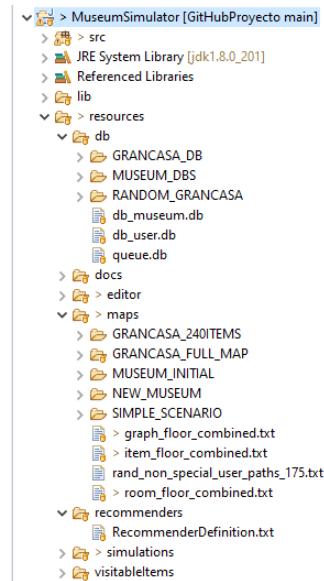 > MuseumSimulator [GitHubProyecto main]
> src
JRE System Library [jdk1.8.0_201]
Referenced Libraries
lib
> resources
db
GRANCASA_DB
MUSEUM_DBS
RANDOM_GRANCASA
db_museum.db
db_user.db
queue.db
docs
> editor
> maps
GRANCASA_240ITEMS
GRANCASA_FULL_MAP
MUSEUM_INITIAL
NEW_MUSEUM
SIMPLE_SCENARIO
> graph_floor_combined.txt
> item_floor_combined.txt
rand_non_special_user_paths_175.txt
> room_floor_combined.txt
recommenders
RecommenderDefinition.txt
> simulations
visitableItems